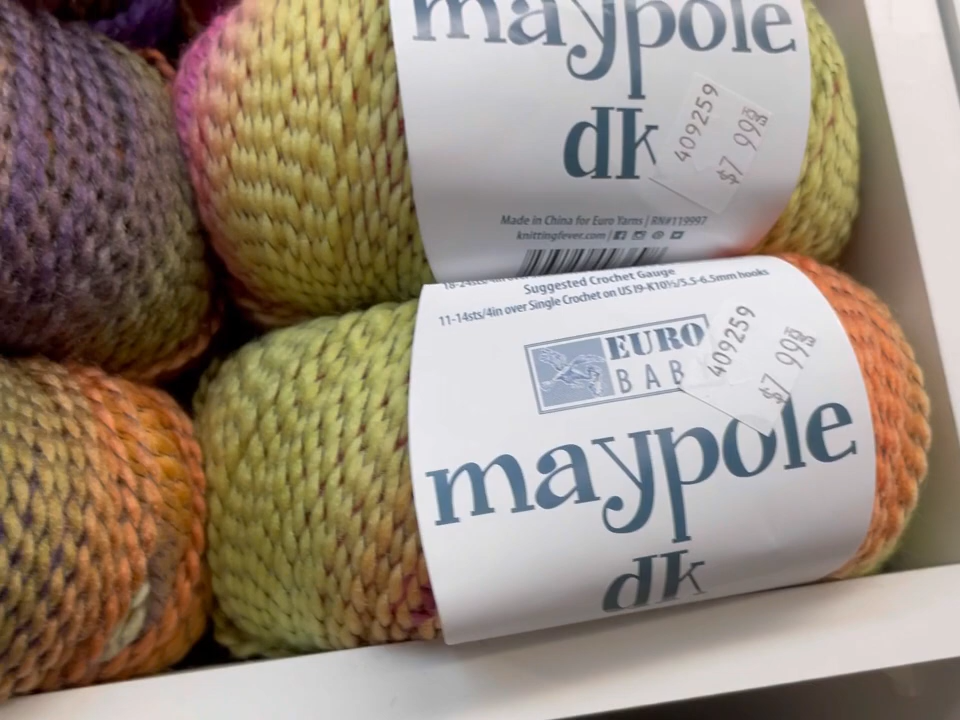 maypole
dk
409259
$7 99
Made in China for Euro Yarns | RN#119997
knittingfever.com |
Suggested Crochet Gauge
11-14sts/4in over Single Crochet on US I9-K10½/5.5-6.5mm hooks
EURO
BAB
409259
$7 99
maypole
dk